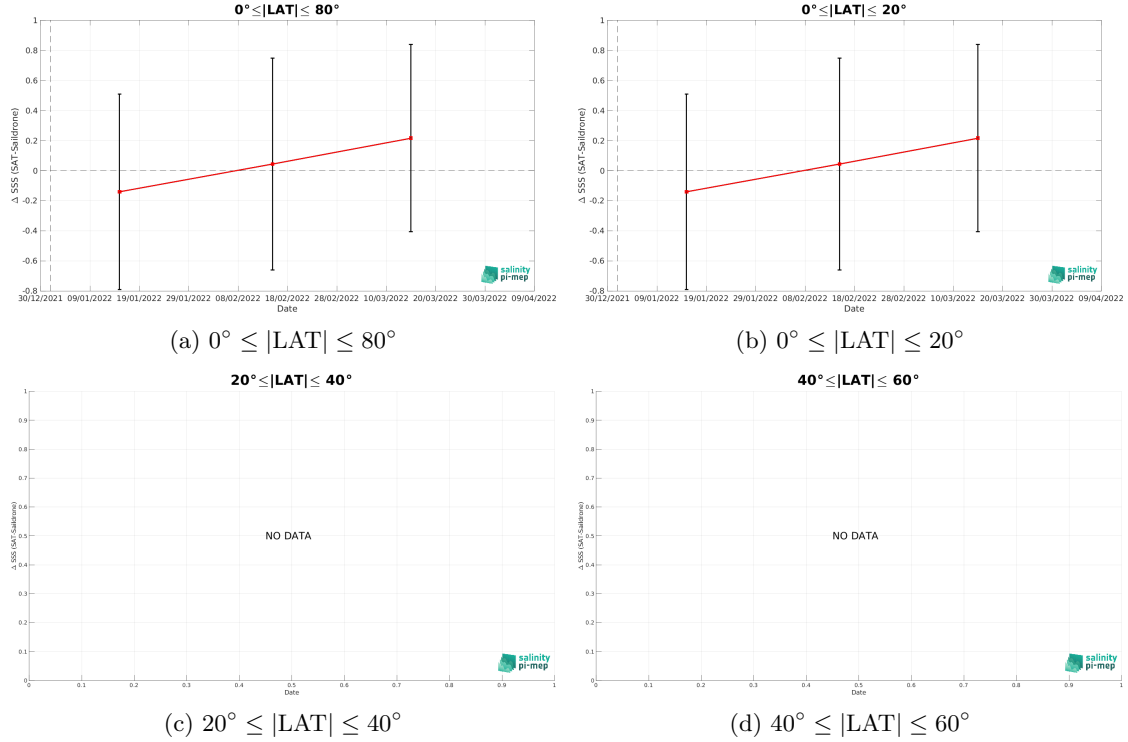 0°≤|LAT|≤ 80°
Δ SSS (SAT-Saildrone)
1
0.8
0.6
0.4
0.2
0
-0.2
-0.4
-0.6
-0.8
30/12/2021 09/01/2022 19/01/2022 29/01/2022 08/02/2022 18/02/2022 28/02/2022 10/03/2022 20/03/2022 30/03/2022 09/04/2022
Date
salinity
pi-mep
(a) 0° ≤ |LAT| ≤ 80°
0°≤|LAT|≤ 20°
Δ SSS (SAT-Saildrone)
1
0.8
0.6
0.4
0.2
0
-0.2
-0.4
-0.6
-0.8
30/12/2021 09/01/2022 19/01/2022 29/01/2022 08/02/2022 18/02/2022 28/02/2022 10/03/2022 20/03/2022 30/03/2022 09/04/2022
Date
salinity
pi-mep
(b) 0° ≤ |LAT| ≤ 20°
20°≤|LAT|≤ 40°
Δ SSS (SAT-Saildrone)
1
0.9
0.8
0.7
0.6
0.5
0.4
0.3
0.2
0.1
0
NO DATA
0 0.1 0.2 0.3 0.4 0.5 0.6 0.7 0.8 0.9 1
Date
salinity
pi-mep
(c) 20° ≤ |LAT| ≤ 40°
40°≤|LAT|≤ 60°
Δ SSS (SAT-Saildrone)
1
0.9
0.8
0.7
0.6
0.5
0.4
0.3
0.2
0.1
0
NO DATA
0 0.1 0.2 0.3 0.4 0.5 0.6 0.7 0.8 0.9 1
Date
salinity
pi-mep
(d) 40° ≤ |LAT| ≤ 60°